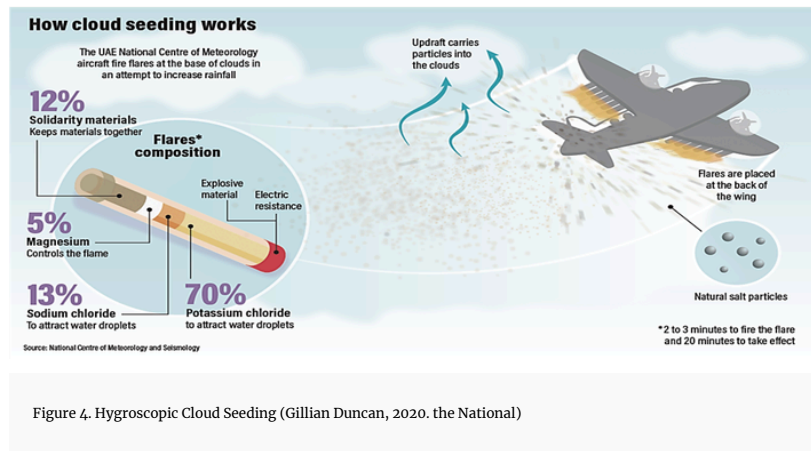 How cloud seeding works
The UAE National Centre of Meteorology
aircraft fire flares at the base of clouds in
an attempt to increase rainfall
Updraft carries
particles into
the clouds
12%
Solidarity materials
Keeps materials together
Flares*
composition
Explosive
material
Electric
resistance
5%
Magnesium
Controls the flame
13%
Sodium chloride
To attract water droplets
70%
Potassium chloride
to attract water droplets
Flares are placed
at the back of
the wing
Natural salt particles
*2 to 3 minutes to fire the flare
and 20 minutes to take effect
Source: National Centre of Meteorology and Seismology
Figure 4. Hygroscopic Cloud Seeding (Gillian Duncan, 2020. the National)